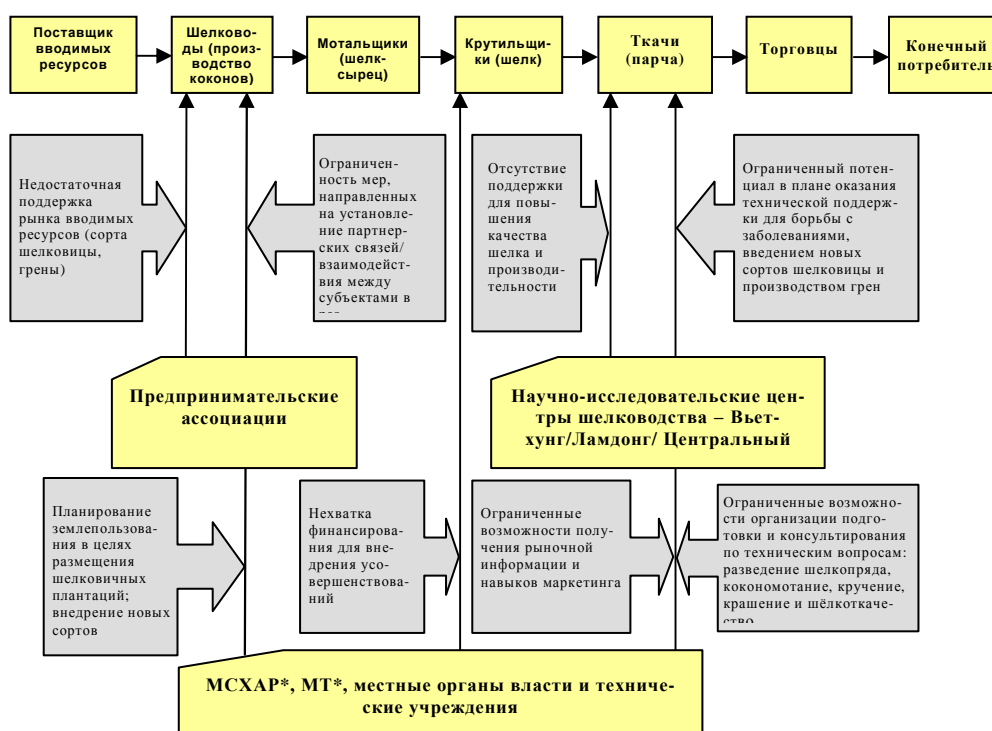 Поставщик
вводимых
ресурсов
Шелково-
ды (произ-
водство
коконов)
Мотальщики
(шелк-
сырец)
Крутильщи-
ки (шелк)
Ткачи
(парча)
Торговцы
Конечный
потребитель
Недостаточная
поддержка
рынка вводимых
ресурсов (сорта
шелковицы,
грены)
Ограничен-
ность мер,
направленных
на установле-
ние партнер-
ских связей/
взаимодейст-
вия между
субъектами в
Отсутствие
поддержки
для повы-
шения
качества
шелка и
производи-
тельности
Ограниченный потен-
циал в плане оказания
технической поддерж-
ки для борьбы с
заболеваниями,
введением новых
сортов шелковицы и
производством грен
Предпринимательские
ассоциации
Научно-исследовательские цен-
тры шелководства – Вьет-
хунг/Ламдонг/ Центральный
Планирование
землепользова-
ния в целях
размещения
шелковичных
плантаций;
внедрение новых
сортов
Нехватка
финансирова-
ния для вне-
дрения усо-
вершенствова-
ний
Ограниченные
возможности полу-
чения рыночной
информации и
навыков маркетинга
Ограниченные возможно-
сти организации подго-
товки и консультирования
по техническим вопросам:
разведение шелкопряда,
кокономотание, кручение,
крашение и шёлкоткаче-
ство
МСХАР*, МТ*, местные органы власти и техниче-
ские учреждения